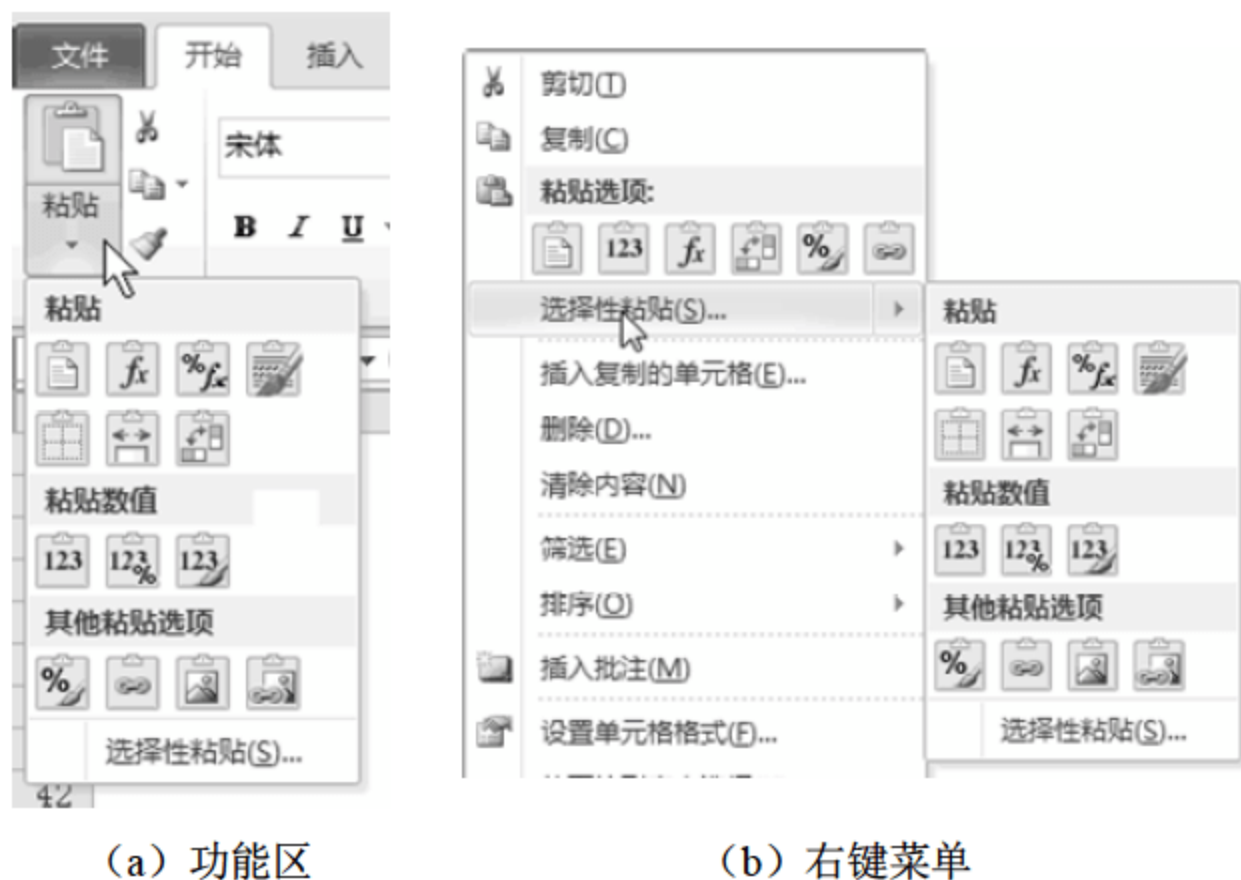 文件 开始 插入
宋体
粘贴
B I U
粘贴
fx % fx
粘贴数值
123 123% 123
其他粘贴选项
%
选择性粘贴(S)...
42
剪切(T)
复制(C)
粘贴选项:
123 fx %
选择性粘贴(S)...
插入复制的单元格(E)...
删除(D)...
清除内容(N)
筛选(E)
排序(O)
插入批注(M)
设置单元格格式(F)...
粘贴
fx % fx
粘贴数值
123 123% 123
其他粘贴选项
%
选择性粘贴(S)...
（a）功能区
（b）右键菜单